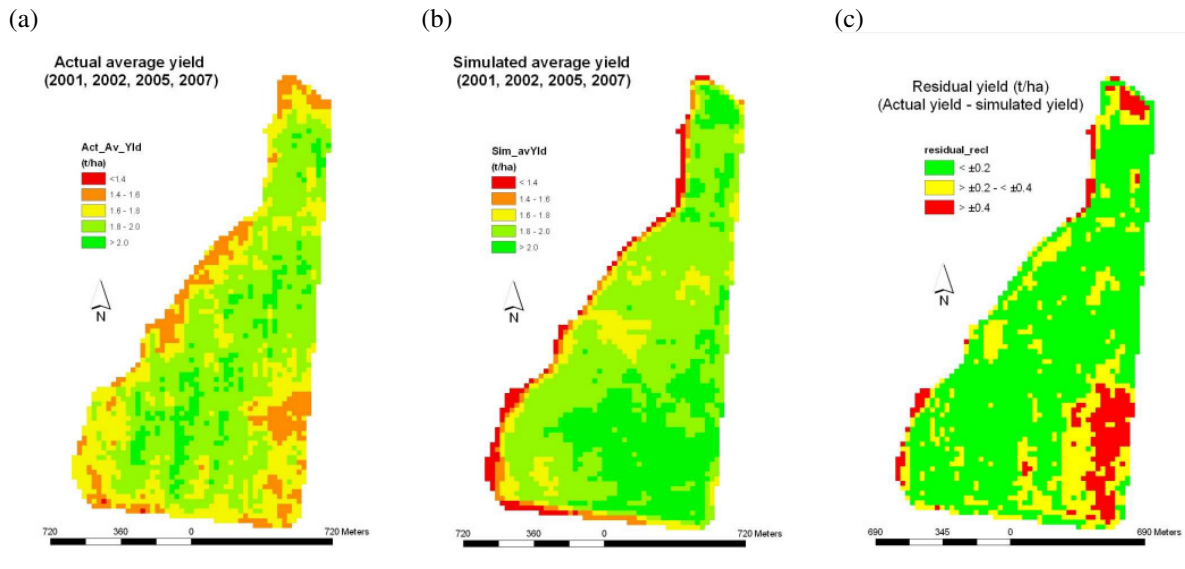 (a)
Actual average yield
(2001, 2002, 2005, 2007)
Act_Av_Yld
(t/ha)
<1.4
1.4 - 1.6
1.6 - 1.8
1.8 - 2.0
> 2.0
N
720 360 0 720 Meters
(b)
Simulated average yield
(2001, 2002, 2005, 2007)
Sim_avYld
(t/ha)
< 1.4
1.4 - 1.6
1.6 - 1.8
1.8 - 2.0
> 2.0
N
720 360 0 720 Meters
(c)
Residual yield (t/ha)
(Actual yield - simulated yield)
residual_recl
< ±0.2
> ±0.2 - < ±0.4
> ±0.4
N
690 345 0 690 Meters